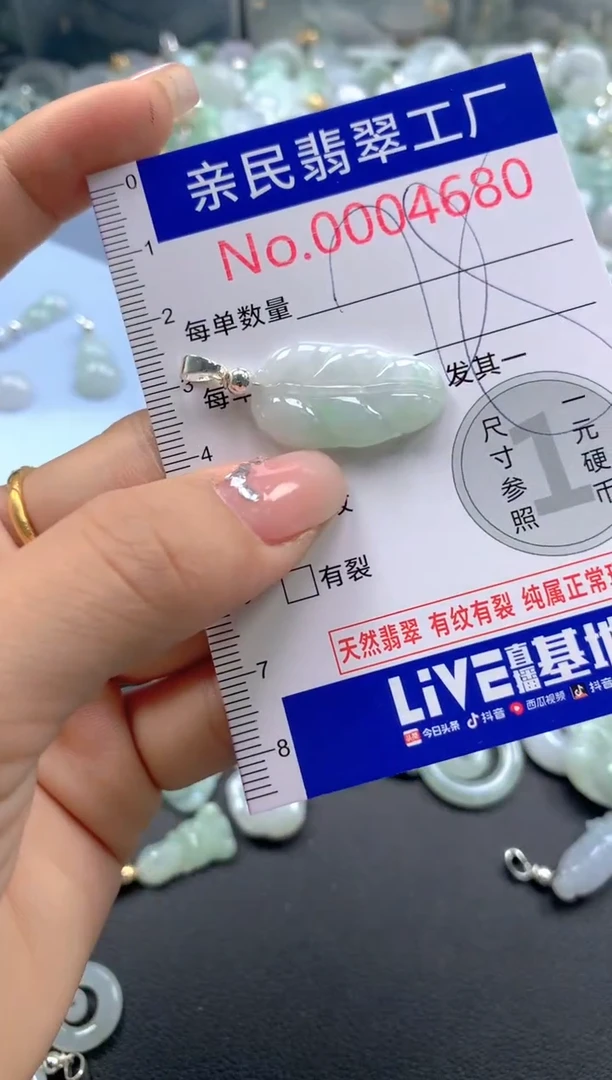 亲民翡翠工厂
No.0004680
0
1
2
每单数量
3
每单
发其一
1
一元硬币
尺寸参照
4
有裂
天然翡翠 有纹有裂 纯属正常
7
LiVE直播基地
8
今日头条 抖音 西瓜视频 抖音